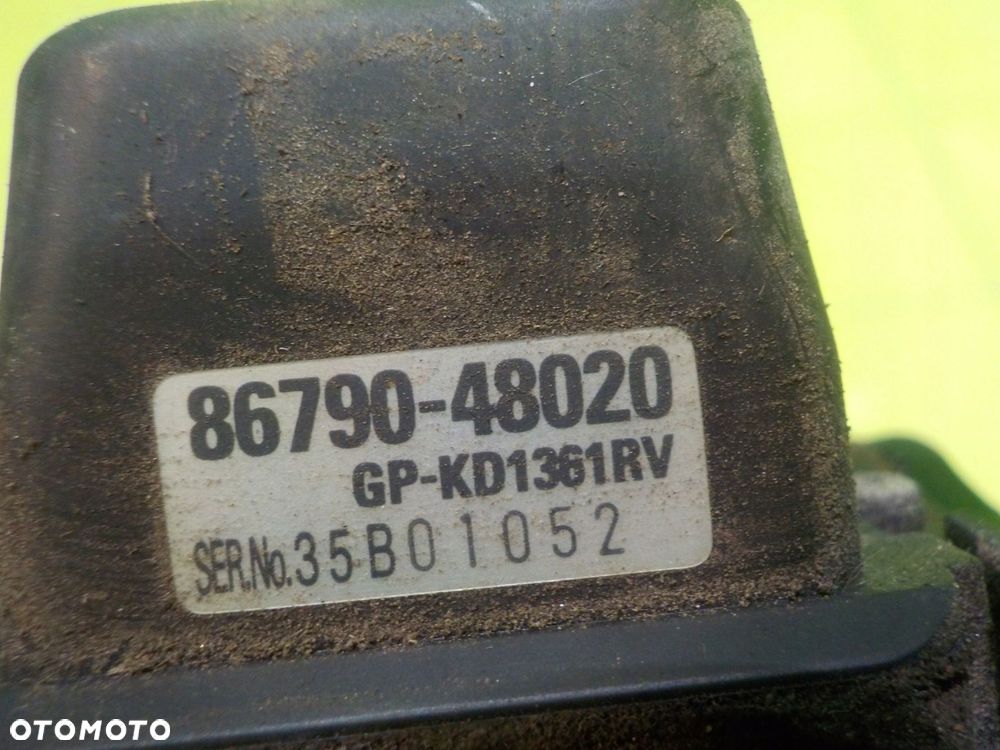 86790-48020
GP-KD1361RV
SER.No.35B01052
OTOMOTO